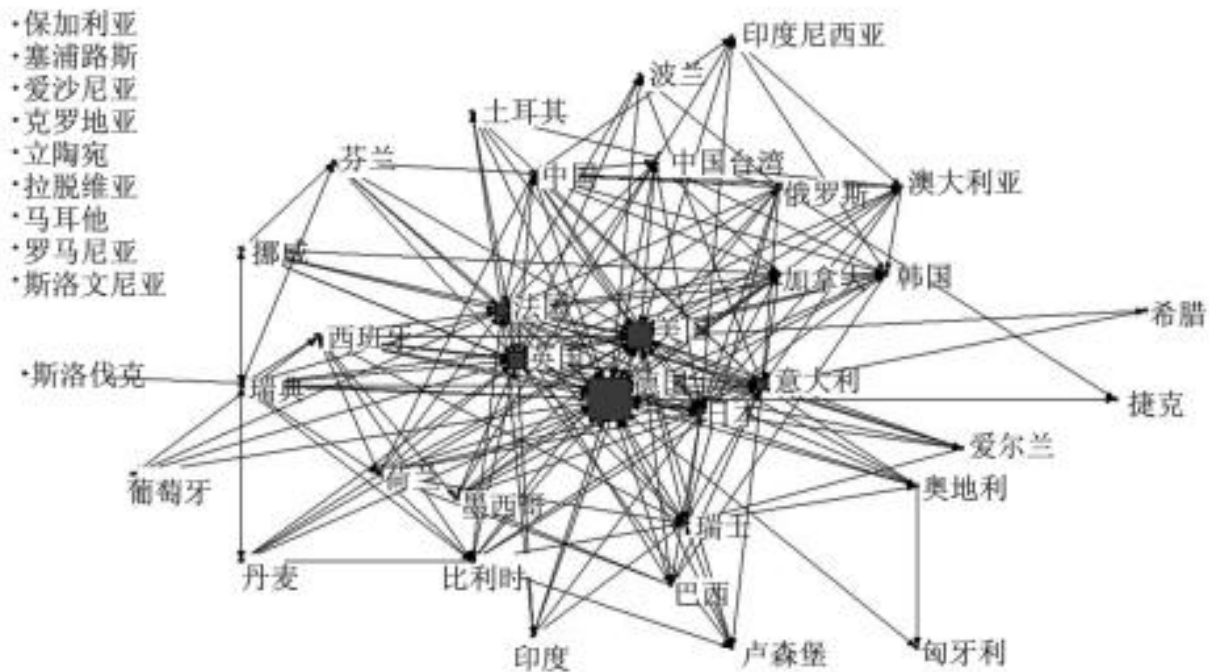 ·保加利亚
·塞浦路斯
·爱沙尼亚
·克罗地亚
·立陶宛
·拉脱维亚
·马耳他
·罗马尼亚
·斯洛文尼亚
·斯洛伐克
印度尼西亚
波兰
土耳其
芬兰
中国
中国台湾
俄罗斯
澳大利亚
挪威
加拿大
韩国
法国
美国
希腊
西班牙
英国
瑞典
德国
意大利
日本
捷克
爱尔兰
葡萄牙
荷兰
墨西哥
奥地利
瑞士
丹麦
比利时
巴西
印度
卢森堡
匈牙利